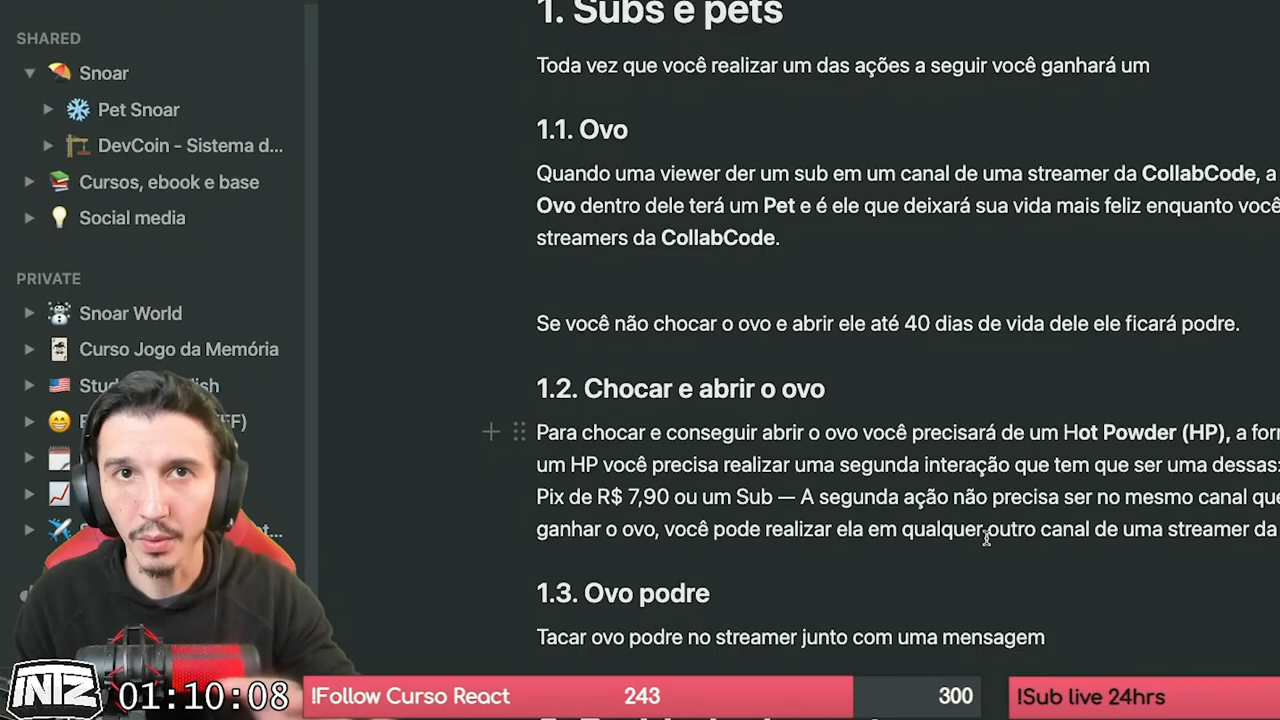 SHARED
Snoar
Pet Snoar
DevCoin - Sistema d...
Cursos, ebook e base
Social media
PRIVATE
Snoar World
Curso Jogo da Memória
1. Subs e pets
Toda vez que você realizar um das ações a seguir você ganhará um
1.1. Ovo
Quando uma viewer der um sub em um canal de uma streamer da CollabCode, a
Ovo dentro dele terá um Pet e é ele que deixará sua vida mais feliz enquanto você
streamers da CollabCode.
Se você não chocar o ovo e abrir ele até 40 dias de vida dele ele ficará podre.
1.2. Chocar e abrir o ovo
Para chocar e conseguir abrir o ovo você precisará de um Hot Powder (HP), a
um HP você precisa realizar uma segunda interação que tem que ser uma dessas:
Pix de R$ 7,90 ou um Sub — A segunda ação não precisa ser no mesmo canal que
ganhar o ovo, você pode realizar ela em qualquer outro canal de uma streamer da
1.3. Ovo podre
Tacar ovo podre no streamer junto com uma mensagem
INTZ
01:10:08
!Follow Curso React 243 300
!Sub live 24hrs